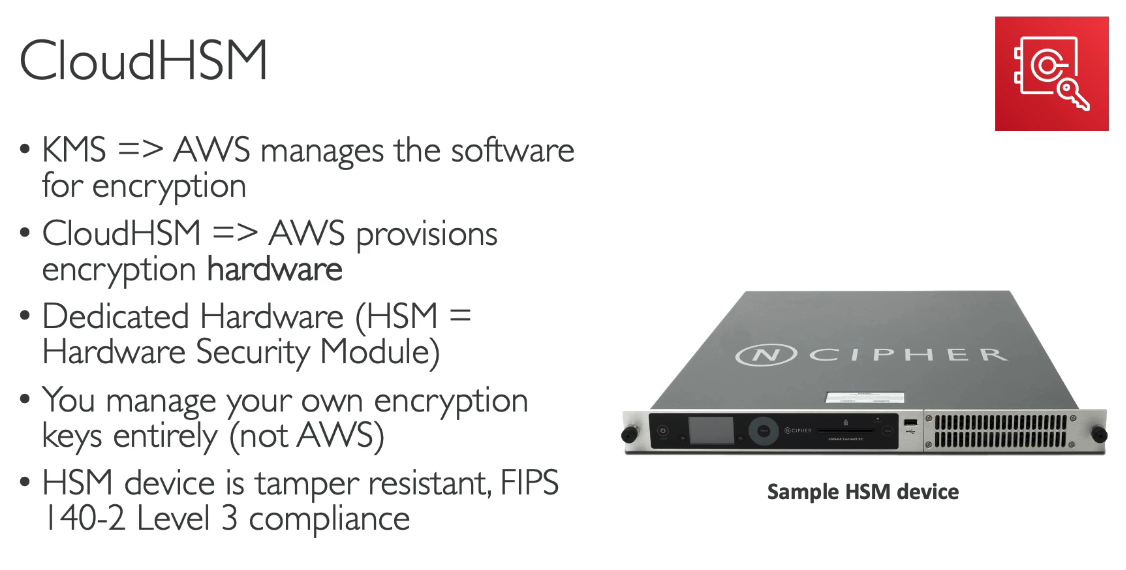 CloudHSM
• KMS => AWS manages the software
for encryption
• CloudHSM => AWS provisions
encryption hardware
• Dedicated Hardware (HSM =
Hardware Security Module)
• You manage your own encryption
keys entirely (not AWS)
• HSM device is tamper resistant, FIPS
140-2 Level 3 compliance
N CIPHER
N CIPHER
Sample HSM device